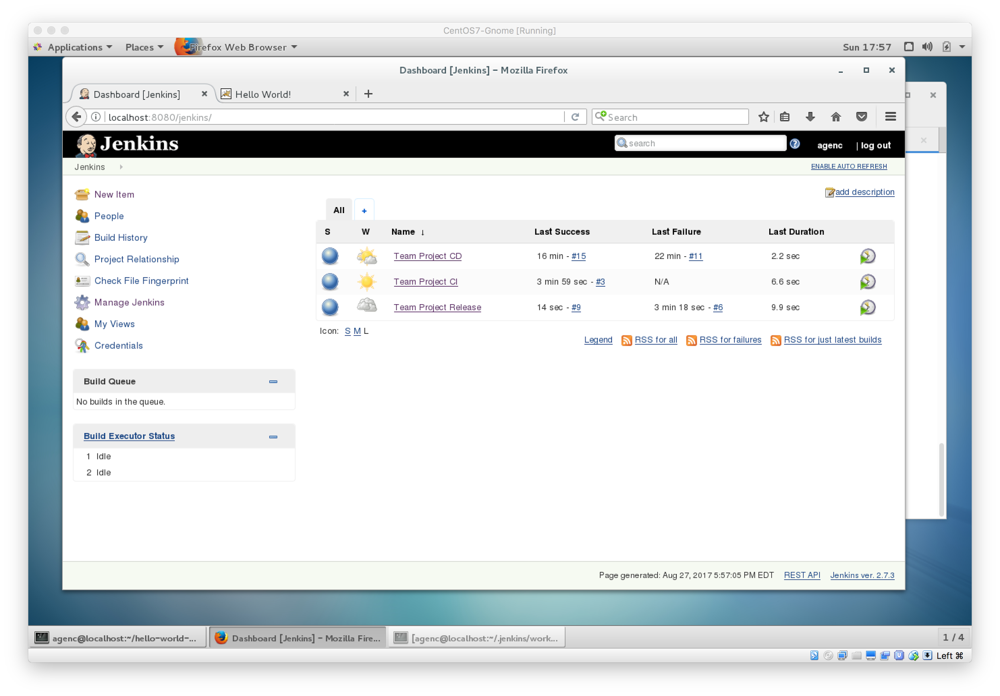 CentOS7-Gnome [Running]
Applications Places Firefox Web Browser Sun 17:57
Dashboard [Jenkins] – Mozilla Firefox
Dashboard [Jenkins] Hello World!
localhost:8080/jenkins/ Search
Jenkins search agenc | log out
Jenkins ENABLE AUTO REFRESH
New Item
People
Build History
Project Relationship
Check File Fingerprint
Manage Jenkins
My Views
Credentials
Build Queue
No builds in the queue.
Build Executor Status
1 Idle
2 Idle
add description
All +
S W Name ↓ Last Success Last Failure Last Duration
Team Project CD 16 min - #15 22 min - #11 2.2 sec
Team Project CI 3 min 59 sec - #3 N/A 6.6 sec
Team Project Release 14 sec - #9 3 min 18 sec - #6 9.9 sec
Icon: S M L
Legend RSS for all RSS for failures RSS for just latest builds
Page generated: Aug 27, 2017 5:57:05 PM EDT REST API Jenkins ver. 2.7.3
agenc@localhost:~/hello-world-... Dashboard [Jenkins] – Mozilla Fire... [agenc@localhost:~/.jenkins/work... 1 / 4
Left ⌘